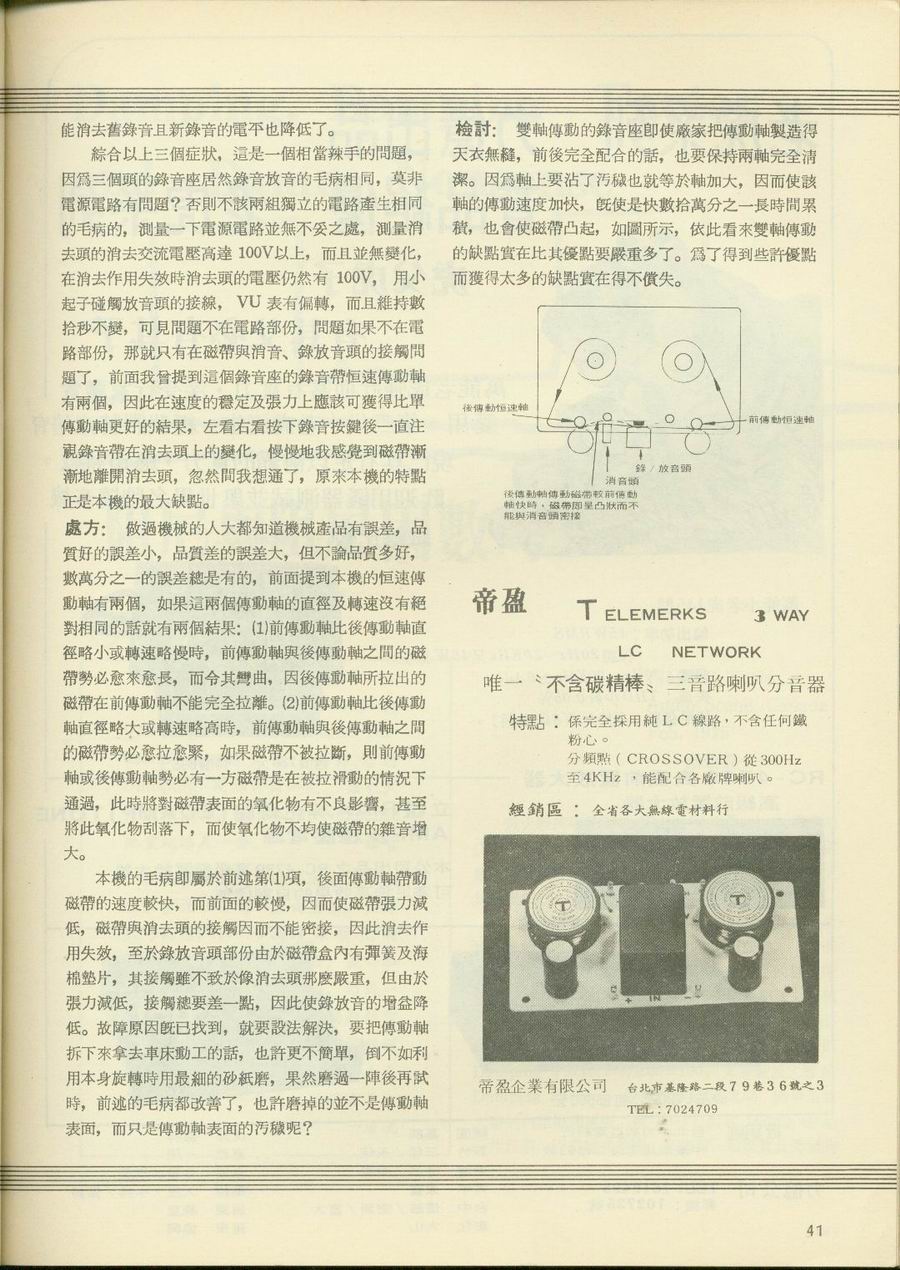 能消去舊錄音且新錄音的電平也降低了。
綜合以上三個症狀，這是一個相當辣手的問題，
因爲三個頭的錄音座居然錄音放音的毛病相同，莫非
電源電路有問題？否則不該兩組獨立的電路產生相同
的毛病的，測量一下電源電路並無不妥之處，測量消
去頭的消去交流電壓高達 100V以上，而且並無變化，
在消去作用失效時消去頭的電壓仍然有 100V，用小
起子碰觸放音頭的接線，VU 表有偏轉，而且維持數
拾秒不變，可見問題不在電路部份，問題如果不在電
路部份，那就只有在磁帶與消音、錄放音頭的接觸問
題了，前面我曾提到這個錄音座的錄音帶恒速傳動軸
有兩個，因此在速度的穩定及張力上應該可獲得比單
傳動軸更好的結果，左看右看按下錄音按鍵後一直注
視錄音帶在消去頭上的變化，慢慢地我感覺到磁帶漸
漸地離開消去頭，忽然間我想通了，原來本機的特點
正是本機的最大缺點。
處方：　做過機械的人大都知道機械產品有誤差，品
質好的誤差小，品質差的誤差大，但不論品質多好，
數萬分之一的誤差總是有的，前面提到本機的恒速傳
動軸有兩個，如果這兩個傳動軸的直徑及轉速沒有絕
對相同的話就有兩個結果：(1)前傳動軸比後傳動軸直
徑略小或轉速略慢時，前傳動軸與後傳動軸之間的磁
帶勢必愈來愈長，而令其彎曲，因後傳動軸所拉出的
磁帶在前傳動軸不能完全拉離。(2)前傳動軸比後傳動
軸直徑略大或轉速略高時，前傳動軸與後傳動軸之間
的磁帶勢必愈拉愈緊，如果磁帶不被拉斷，則前傳動
軸或後傳動軸勢必有一方磁帶是在被拉滑動的情況下
通過，此時將對磁帶表面的氧化物有不良影響，甚至
將此氧化物刮落下，而使氧化物不均使磁帶的雜音增
大。
本機的毛病卽屬於前述第(1)項，後面傳動軸帶動
磁帶的速度較快，而前面的較慢，因而使磁帶張力減
低，磁帶與消去頭的接觸因而不能密接，因此消去作
用失效，至於錄放音頭部份由於磁帶盒內有彈簧及海
棉墊片，其接觸雖不致於像消去頭那麼嚴重，但由於
張力減低，接觸總要差一點，因此使錄放音的增益降
低。故障原因既已找到，就要設法解決，要把傳動軸
拆下來拿去車床動工的話，也許更不簡單，倒不如利
用本身旋轉時用最細的砂紙磨，果然磨過一陣後再試
時，前述的毛病都改善了，也許磨掉的並不是傳動軸
表面，而只是傳動軸表面的汚穢呢？
檢討：　雙軸傳動的錄音座卽使廠家把傳動軸製造得
天衣無縫，前後完全配合的話，也要保持兩軸完全清
潔。因爲軸上要沾了汚穢也就等於軸加大，因而使該
軸的傳動速度加快，既使是快數拾萬分之一長時間累
積，也會使磁帶凸起，如圖所示，依此看來雙軸傳動
的缺點實在比其優點要嚴重多了。爲了得到些許優點
而獲得太多的缺點實在得不償失。
後傳動恒速軸
前傳動恒速軸
錄／放音頭
消音頭
後傳動軸傳動磁帶較前傳動
軸快時，磁帶即呈凸狀而不
能與消音頭密接
帝盈 TELEMERKS 3 WAY
LC NETWORK
唯一〝不含碳精棒〞三音路喇叭分音器
特點：係完全採用純ＬＣ線路，不含任何鐵
粉心。
分頻點（CROSSOVER）從300Hz
至4KHz，能配合各廠牌喇叭。
經銷區：全省各大無線電材料行
T
T
+ IN -
帝盈企業有限公司　台北市基隆路二段７９巷３６號之３
TEL：7024709
41